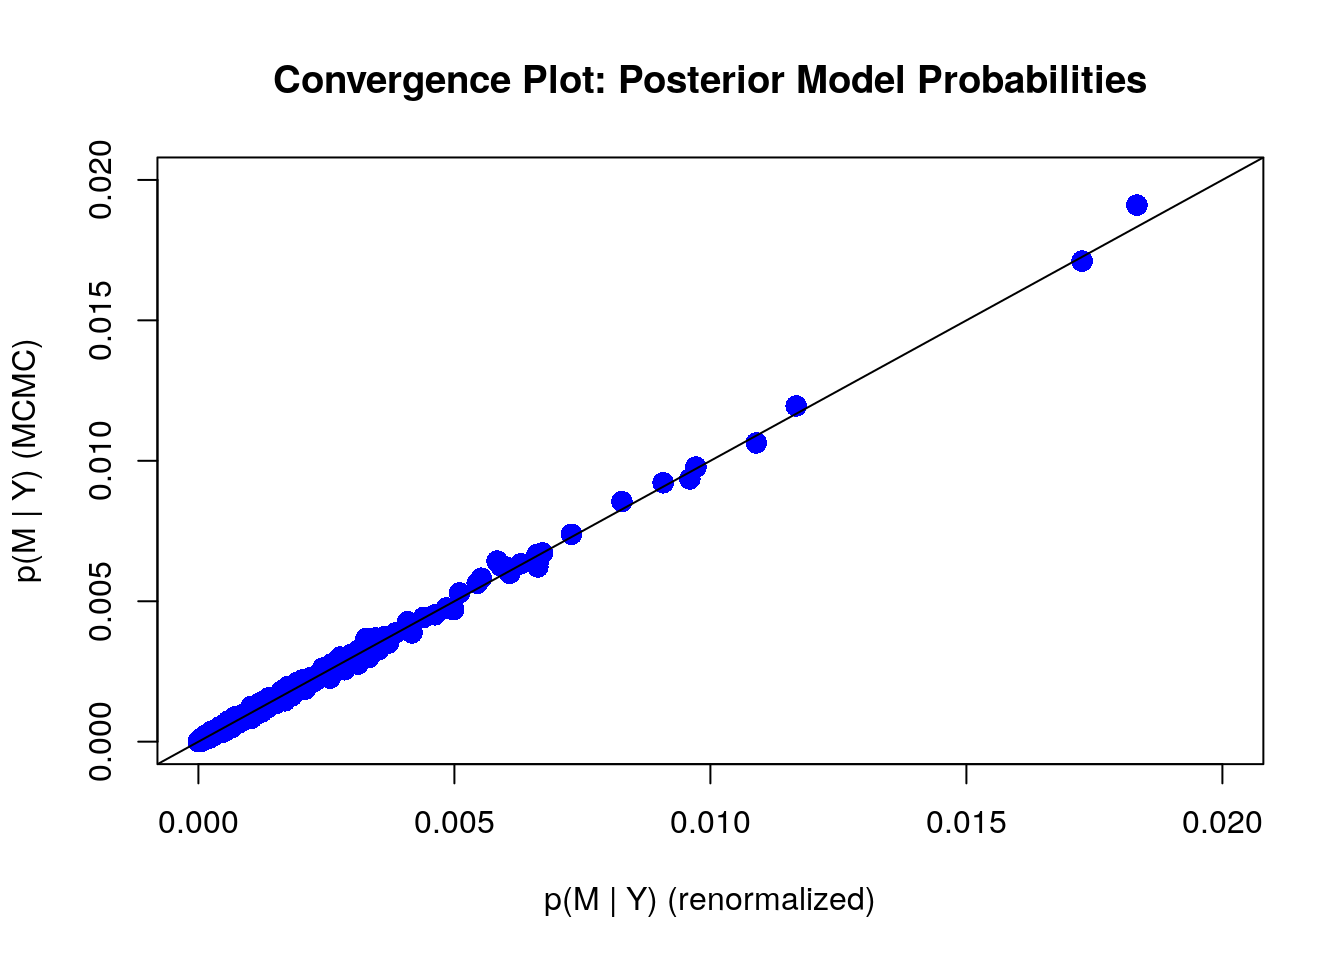 Convergence Plot: Posterior Model Probabilities
p(M | Y) (MCMC)
0.020
0.015
0.010
0.005
0.000
0.000 0.005 0.010 0.015 0.020
p(M | Y) (renormalized)